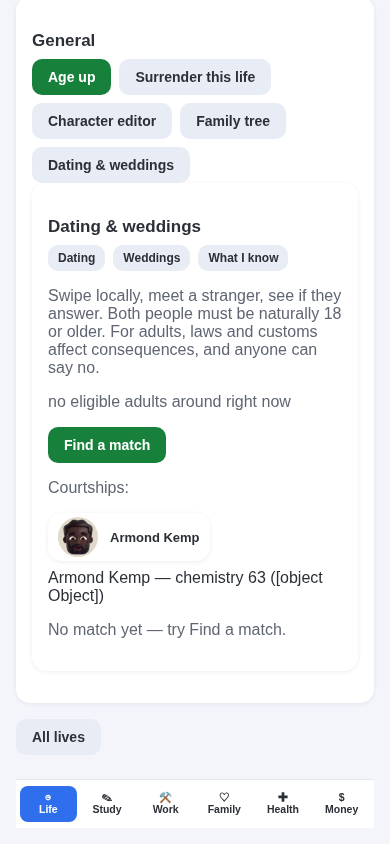 General
Age up
Surrender this life
Character editor
Family tree
Dating & weddings
Dating & weddings
Dating
Weddings
What I know
Swipe locally, meet a stranger, see if they
answer. Both people must be naturally 18
or older. For adults, laws and customs
affect consequences, and anyone can
say no.
no eligible adults around right now
Find a match
Courtships:
Armond Kemp
Armond Kemp — chemistry 63 ([object
Object])
No match yet — try Find a match.
All lives
Life
Study
Work
Family
Health
$
Money